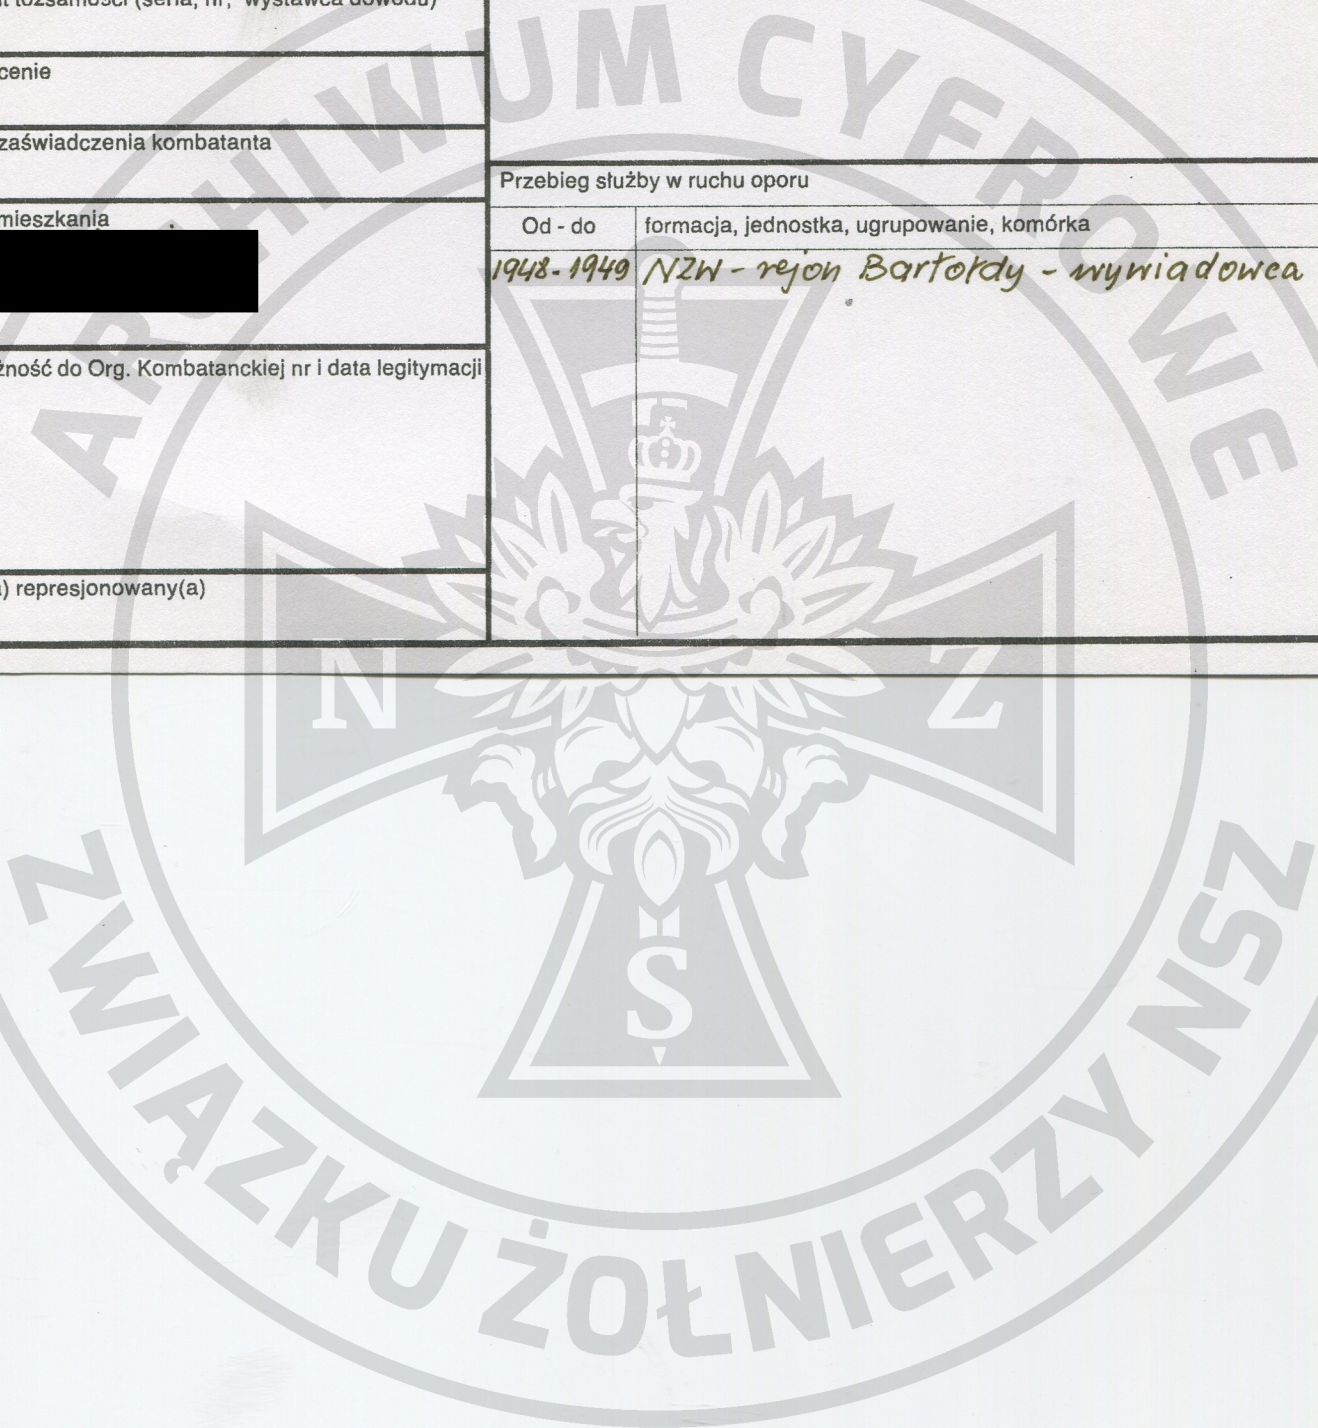 tożsamości (seria, nr, wystawca dowodu)
cenie
zaświadczenia kombatanta
mieszkania
żność do Org. Kombatanckiej nr i data legitymacji
) represjonowany(a)
Przebieg służby w ruchu oporu
Od - do formacja, jednostka, ugrupowanie, komórka
1948-1949 NZW - rejon Bartołdy - wywiadowca
ARCHIWUM CYFROWE
N Z
S
ZWIĄZKU ŻOŁNIERZY NSZ